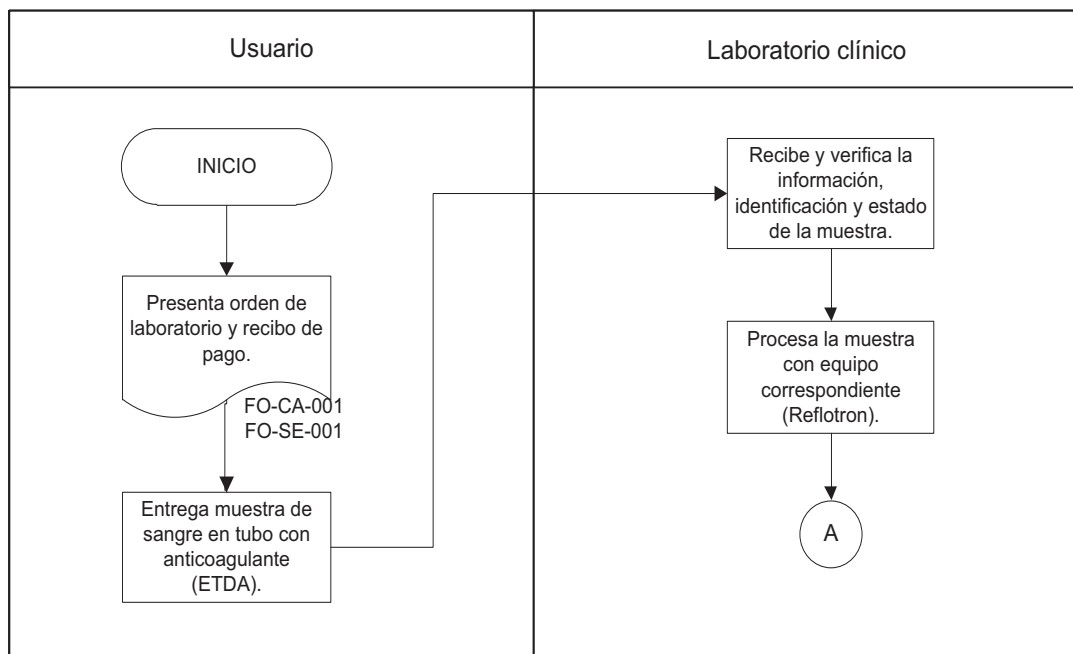 Usuario
Laboratorio clínico
INICIO
Presenta orden de
laboratorio y recibo de
pago.
FO-CA-001
FO-SE-001
Entrega muestra de
sangre en tubo con
anticoagulante
(ETDA).
Recibe y verifica la
información,
identificación y estado
de la muestra.
Procesa la muestra
con equipo
correspondiente
(Reflotron).
A